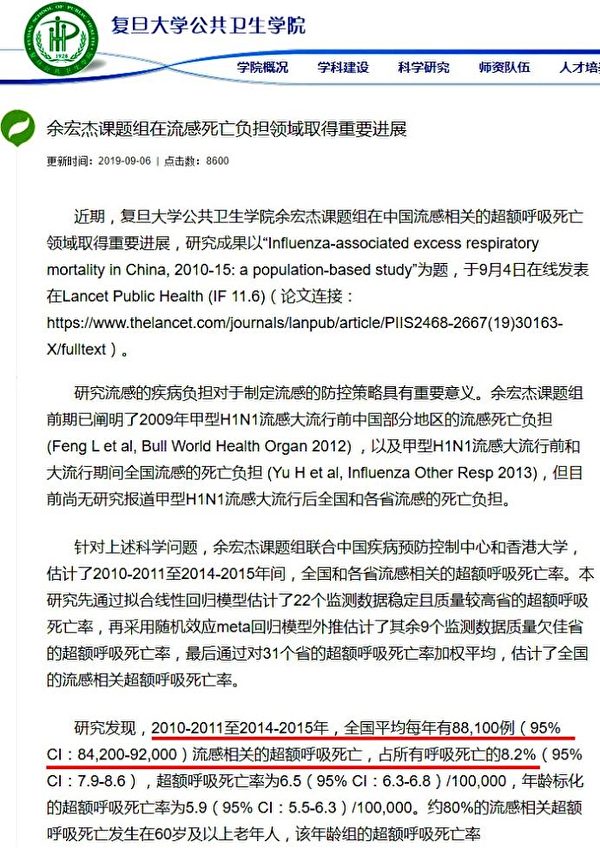 复旦大学公共卫生学院
学院概况 学科建设 科学研究 师资队伍 人才培
余宏杰课题组在流感死亡负担领域取得重要进展
更新时间：2019-09-06 | 点击数：8600
近期，复旦大学公共卫生学院余宏杰课题组在中国流感相关的超额呼吸死亡
领域取得重要进展，研究成果以“Influenza-associated excess respiratory
mortality in China, 2010-15: a population-based study”为题，于9月4日在线发表
在Lancet Public Health (IF 11.6)（论文连接：
https://www.thelancet.com/journals/lanpub/article/PIIS2468-2667(19)30163-
X/fulltext ）。
研究流感的疾病负担对于制定流感的防控策略具有重要意义。余宏杰课题组
前期已阐明了2009年甲型H1N1流感大流行前中国部分地区的流感死亡负担
(Feng L et al, Bull World Health Organ 2012) ，以及甲型H1N1流感大流行前和
大流行期间全国流感的死亡负担 (Yu H et al, Influenza Other Resp 2013)，但目
前尚无研究报道甲型H1N1流感大流行后全国和各省流感的死亡负担。
针对上述科学问题，余宏杰课题组联合中国疾病预防控制中心和香港大学，
估计了2010-2011至2014-2015年间，全国和各省流感相关的超额呼吸死亡率。本
研究先通过拟合线性回归模型估计了22个监测数据稳定且质量较高省的超额呼吸
死亡率，再采用随机效应meta回归模型外推估计了其余9个监测数据质量欠佳省
的超额呼吸死亡率，最后通过对31个省的超额呼吸死亡率加权平均，估计了全国
的流感相关超额呼吸死亡率。
研究发现，2010-2011至2014-2015年，全国平均每年有88,100例（95%
CI：84,200-92,000）流感相关的超额呼吸死亡，占所有呼吸死亡的8.2%（95%
CI：7.9-8.6），超额呼吸死亡率为6.5（95% CI：6.3-6.8）/100,000，年龄标化
的超额呼吸死亡率为5.9（95% CI：5.5-6.3）/100,000。约80%的流感相关超额
呼吸死亡发生在60岁及以上老年人，该年龄组的超额呼吸死亡率